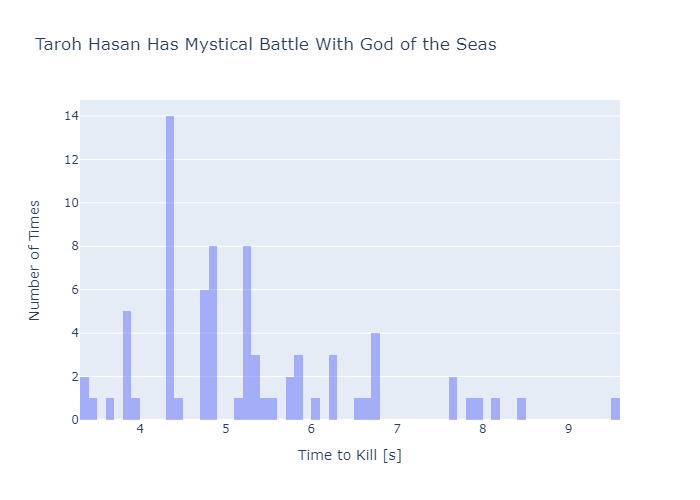 Taroh Hasan Has Mystical Battle With God of the Seas
14
12
10
8
6
4
2
0
Number of Times
4 5 6 7 8 9
Time to Kill [s]